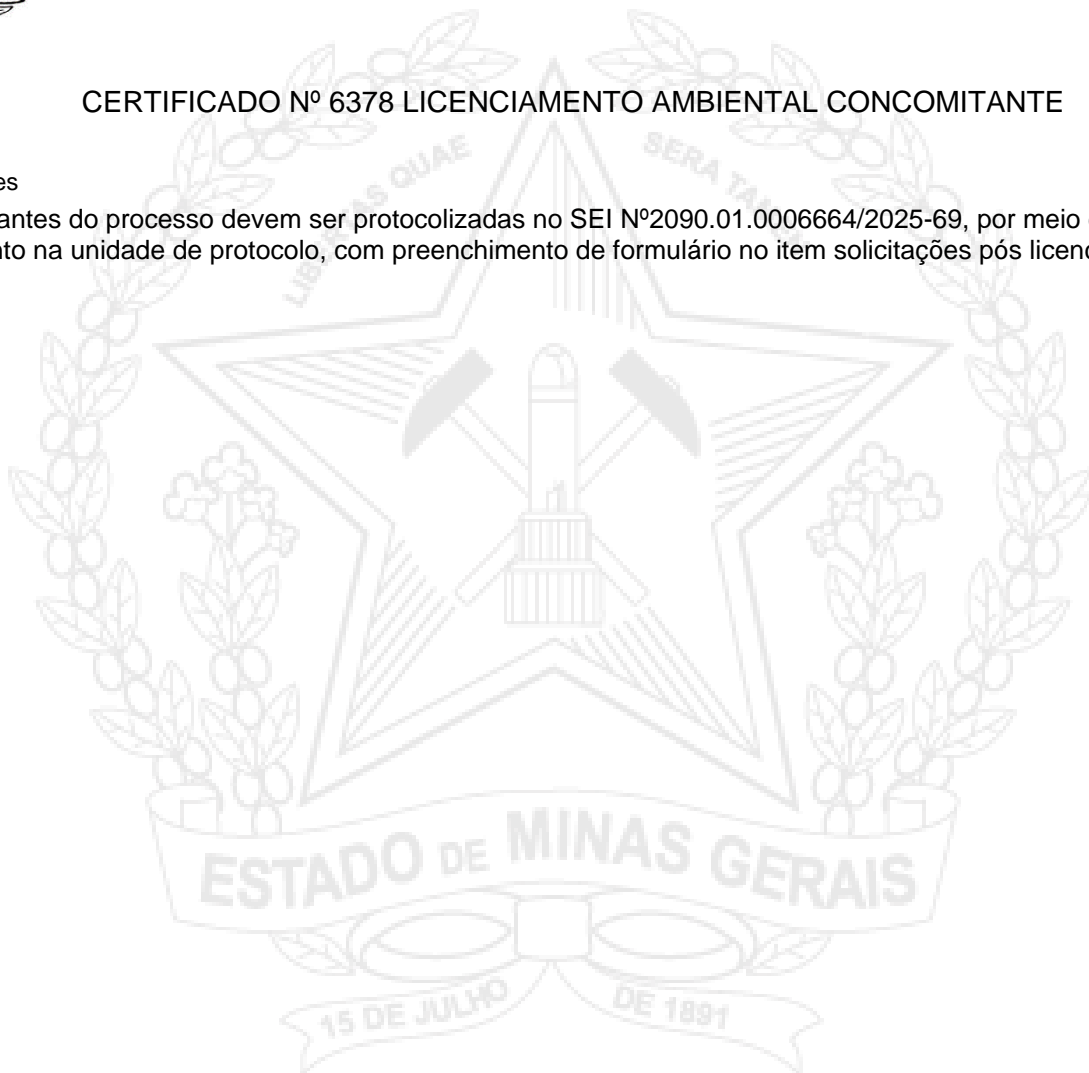 CERTIFICADO Nº 6378 LICENCIAMENTO AMBIENTAL CONCOMITANTE
es
antes do processo devem ser protocolizadas no SEI Nº2090.01.0006664/2025-69, por meio
nto na unidade de protocolo, com preenchimento de formulário no item solicitações pós licen
LIBERTAS QUAE SERA TAMEN
ESTADO DE MINAS GERAIS
15 DE JULHO DE 1891